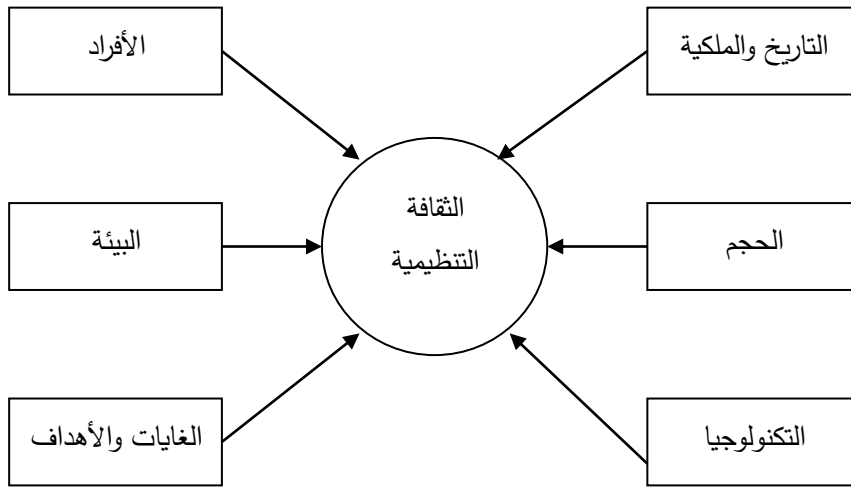 التاريخ والملكية
الأفراد
الثقافة
التنظيمية
الحجم
البيئة
التكنولوجيا
الغايات والأهداف